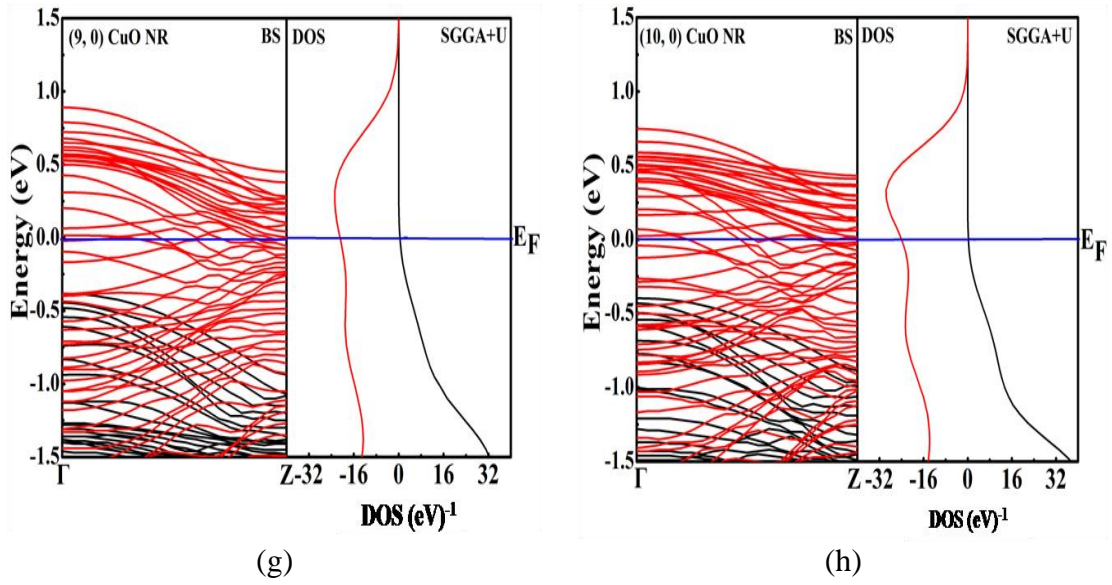 (9, 0) CuO NR BS DOS SGGA+U
Energy (eV)
1.5
1.0
0.5
0.0
-0.5
-1.0
-1.5
E_F
Γ Z -32 -16 0 16 32
DOS (eV)⁻¹
(g)
(10, 0) CuO NR BS DOS SGGA+U
Energy (eV)
1.5
1.0
0.5
0.0
-0.5
-1.0
-1.5
E_F
Γ Z -32 -16 0 16 32
DOS (eV)⁻¹
(h)